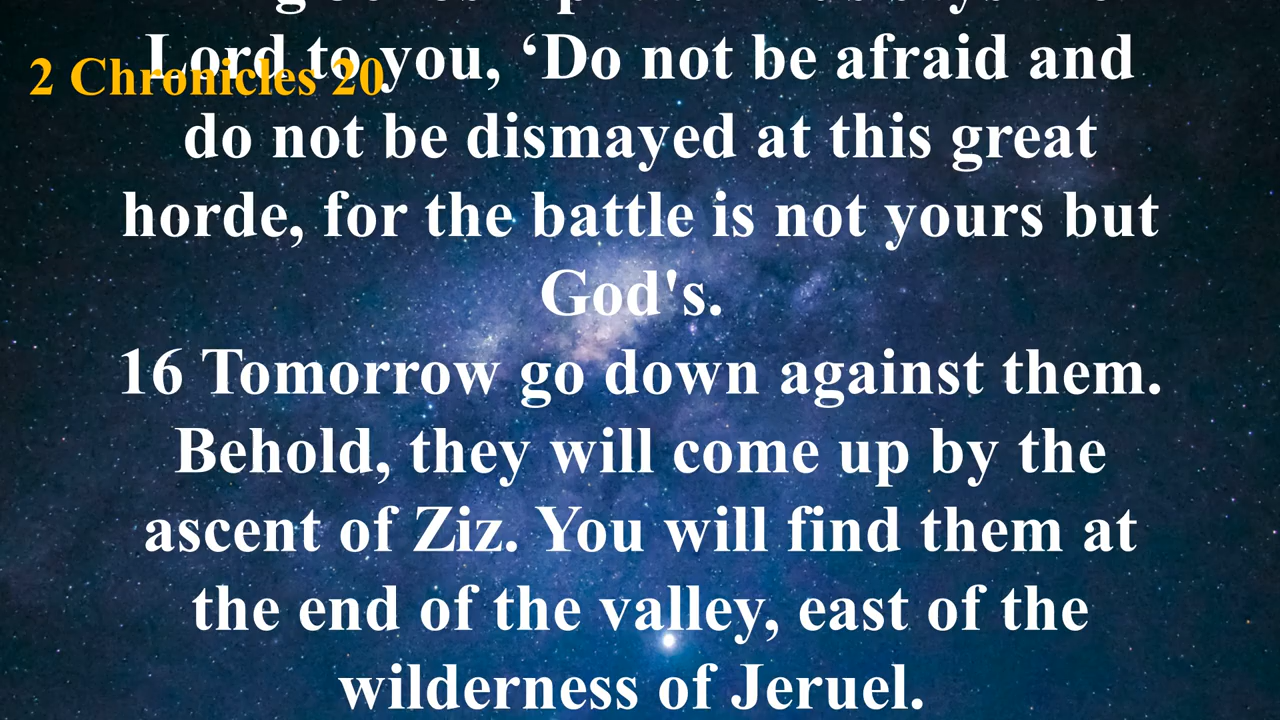 2 Chronicles 20
Lord to you, ‘Do not be afraid and
do not be dismayed at this great
horde, for the battle is not yours but
God's.
16 Tomorrow go down against them.
Behold, they will come up by the
ascent of Ziz. You will find them at
the end of the valley, east of the
wilderness of Jeruel.